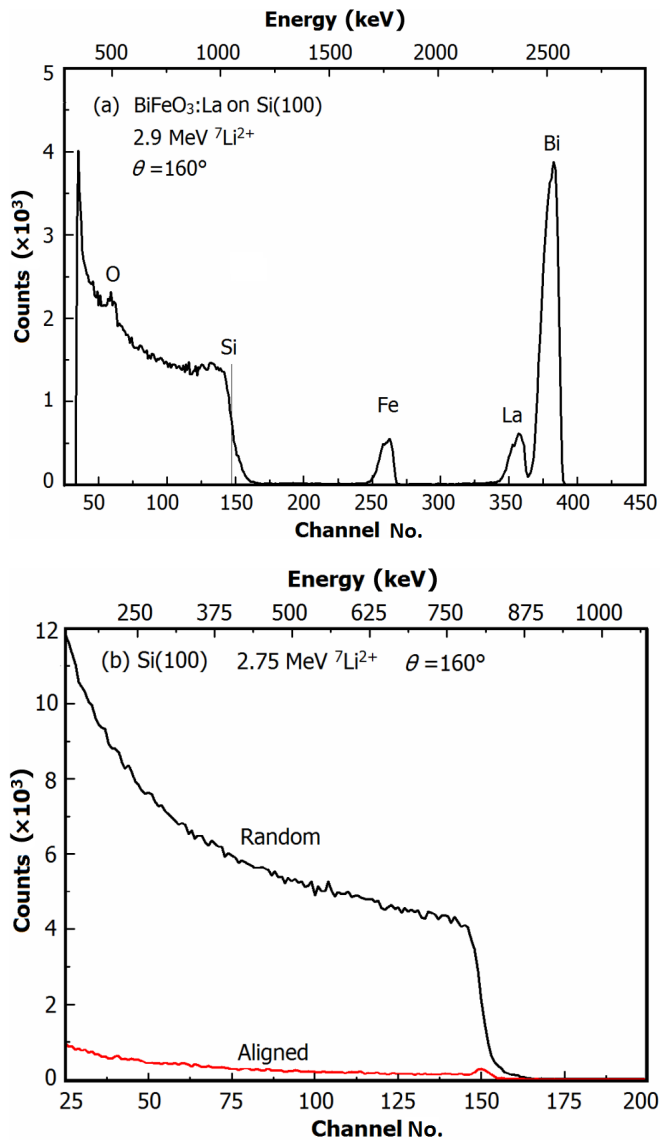 Energy (keV)
500 1000 1500 2000 2500
5
4
3
2
1
0
Counts (×10³)
(a) BiFeO₃:La on Si(100)
2.9 MeV ⁷Li²⁺
θ =160°
O
Si
Fe
La
Bi
50 100 150 200 250 300 350 400 450
Channel No.
Energy (keV)
250 375 500 625 750 875 1000
12
10
8
6
4
2
0
Counts (×10³)
(b) Si(100) 2.75 MeV ⁷Li²⁺ θ =160°
Random
Aligned
25 50 75 100 125 150 175 200
Channel No.